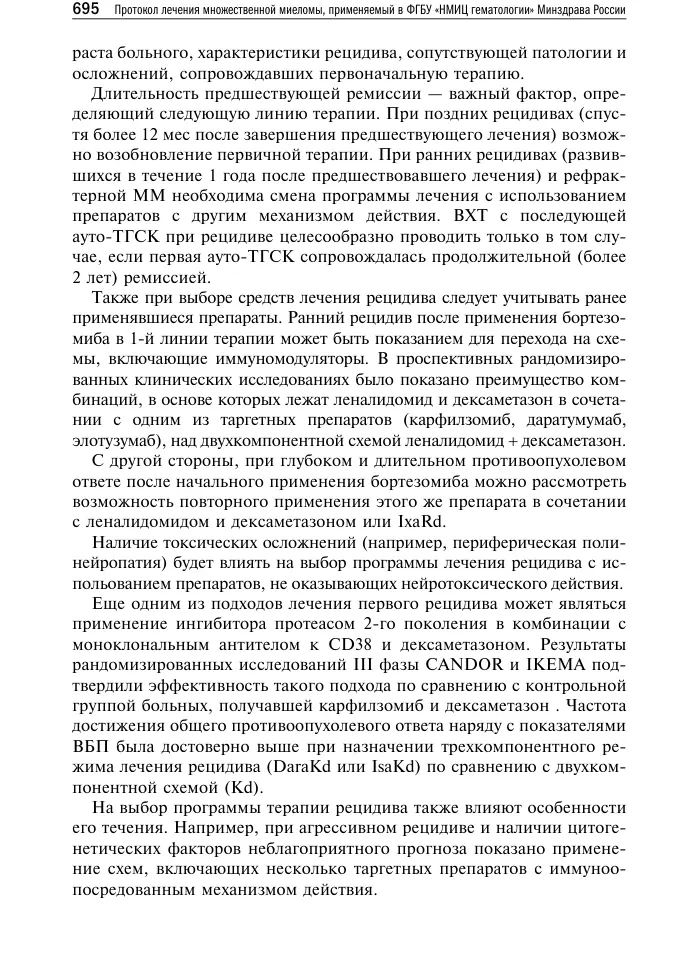 695 Протокол лечения множественной миеломы, применяемый в ФГБУ «НМИЦ гематологии» Минздрава России
раста больного, характеристики рецидива, сопутствующей патологии и
осложнений, сопровождавших первоначальную терапию.
Длительность предшествующей ремиссии — важный фактор, опре-
деляющий следующую линию терапии. При поздних рецидивах (спус-
тя более 12 мес после завершения предшествующего лечения) возмож-
но возобновление первичной терапии. При ранних рецидивах (развив-
шихся в течение 1 года после предшествовавшего лечения) и рефрак-
терной ММ необходима смена программы лечения с использованием
препаратов с другим механизмом действия. ВХТ с последующей
ауто-ТГСК при рецидиве целесообразно проводить только в том слу-
чае, если первая ауто-ТГСК сопровождалась продолжительной (более
2 лет) ремиссией.
Также при выборе средств лечения рецидива следует учитывать ранее
применявшиеся препараты. Ранний рецидив после применения бортезо-
миба в 1-й линии терапии может быть показанием для перехода на схе-
мы, включающие иммуномодуляторы. В проспективных рандомизиро-
ванных клинических исследованиях было показано преимущество ком-
бинаций, в основе которых лежат леналидомид и дексаметазон в сочета-
нии с одним из таргетных препаратов (карфилзомиб, даратумумаб,
элотузумаб), над двухкомпонентной схемой леналидомид + дексаметазон.
С другой стороны, при глубоком и длительном противоопухолевом
ответе после начального применения бортезомиба можно рассмотреть
возможность повторного применения этого же препарата в сочетании
с леналидомидом и дексаметазоном или IxaRd.
Наличие токсических осложнений (например, периферическая поли-
нейропатия) будет влиять на выбор программы лечения рецидива с ис-
пользованием препаратов, не оказывающих нейротоксического действия.
Еще одним из подходов лечения первого рецидива может являться
применение ингибитора протеасом 2-го поколения в комбинации с
моноклональным антителом к CD38 и дексаметазоном. Результаты
рандомизированных исследований III фазы CANDOR и IKEMA под-
твердили эффективность такого подхода по сравнению с контрольной
группой больных, получавшей карфилзомиб и дексаметазон . Частота
достижения общего противоопухолевого ответа наряду с показателями
ВБП была достоверно выше при назначении трехкомпонентного ре-
жима лечения рецидива (DaraKd или IsaKd) по сравнению с двухком-
понентной схемой (Kd).
На выбор программы терапии рецидива также влияют особенности
его течения. Например, при агрессивном рецидиве и наличии цитоге-
нетических факторов неблагоприятного прогноза показано примене-
ние схем, включающих несколько таргетных препаратов с иммуноо-
посредованным механизмом действия.